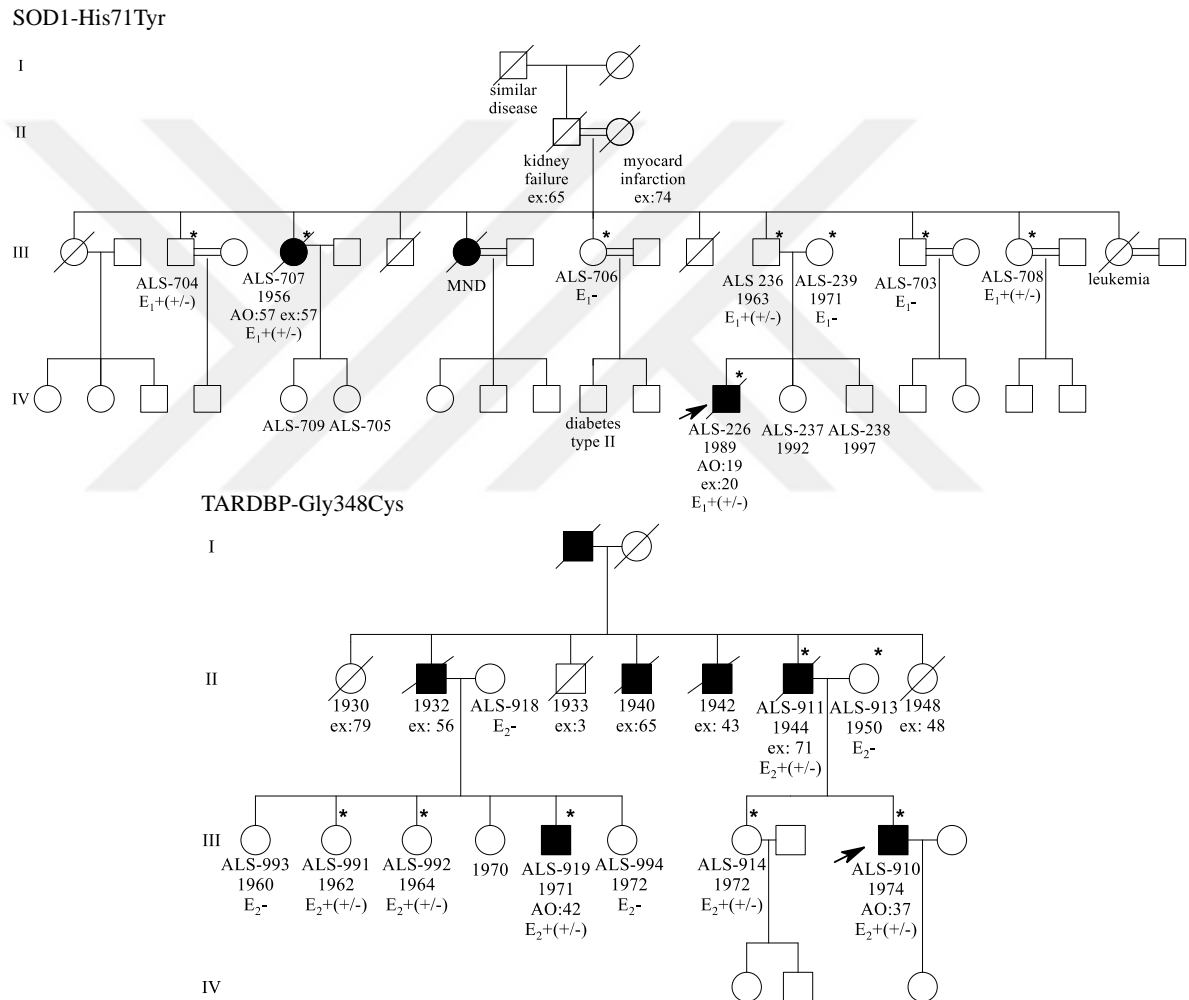 SOD1-His71Tyr
I
similar
disease
II
kidney
failure
ex:65
myocard
infarction
ex:74
III
* * * * * * *
ALS-704
E₁+(+/-)
ALS-707
1956
AO:57 ex:57
E₁+(+/-)
MND
ALS-706
E₁-
ALS 236
1963
E₁+(+/-)
ALS-239
1971
E₁-
ALS-703
E₁-
ALS-708
E₁+(+/-)
leukemia
IV
*
ALS-709 ALS-705
diabetes
type II
ALS-226
1989
AO:19
ex:20
E₁+(+/-)
ALS-237
1992
ALS-238
1997
TARDBP-Gly348Cys
I
II
* *
1930
ex:79
1932
ex: 56
ALS-918
E₂-
1933
ex:3
1940
ex:65
1942
ex: 43
ALS-911
1944
ex: 71
E₂+(+/-)
ALS-913
1950
E₂-
1948
ex: 48
III
* * * * *
ALS-993
1960
E₂-
ALS-991
1962
E₂+(+/-)
ALS-992
1964
E₂+(+/-)
1970
ALS-919
1971
AO:42
E₂+(+/-)
ALS-994
1972
E₂-
ALS-914
1972
E₂+(+/-)
ALS-910
1974
AO:37
E₂+(+/-)
IV